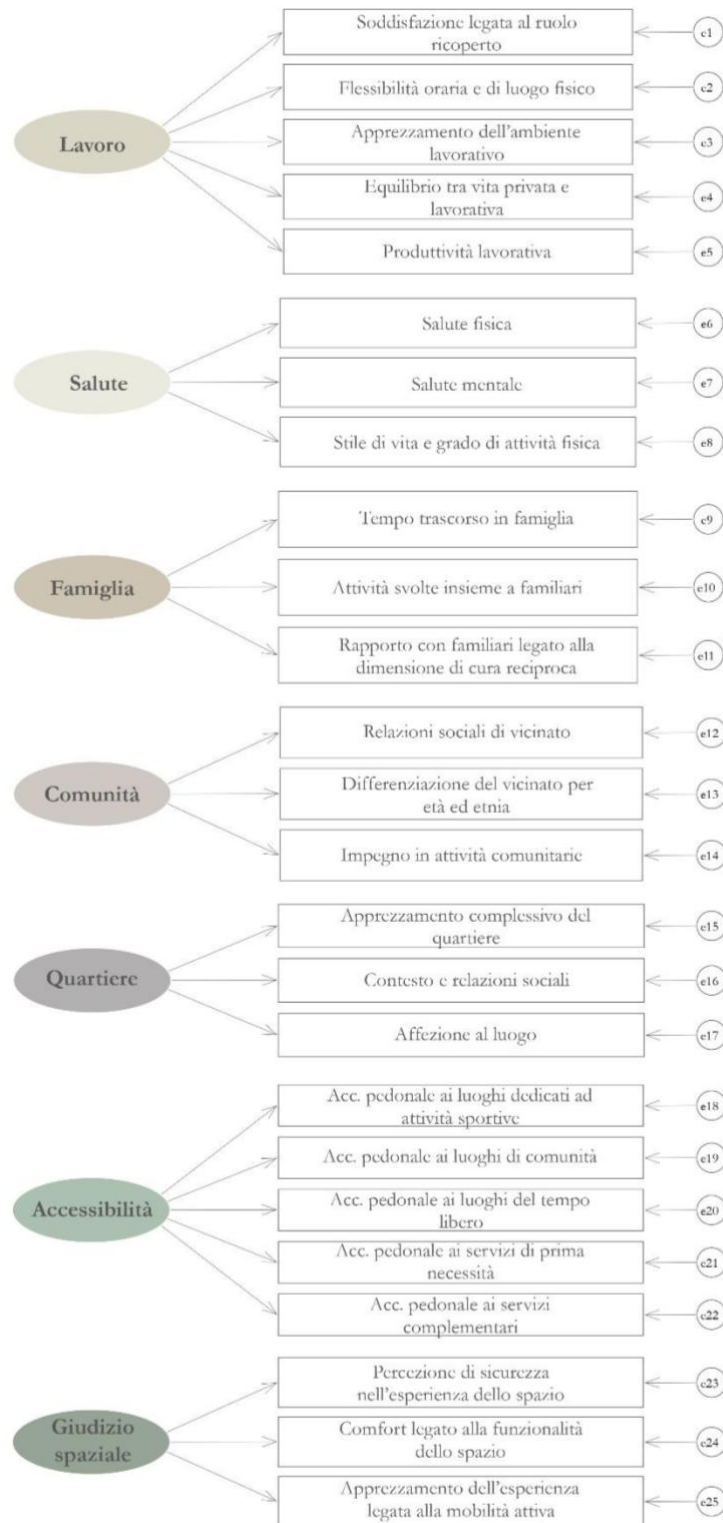 Soddisfazione legata al ruolo
ricoperto
e1
Flessibilità oraria e di luogo fisico
e2
Lavoro
Apprezzamento dell'ambiente
lavorativo
e3
Equilibrio tra vita privata e
lavorativa
e4
Produttività lavorativa
e5
Salute fisica
e6
Salute
Salute mentale
e7
Stile di vita e grado di attività fisica
e8
Tempo trascorso in famiglia
e9
Famiglia
Attività svolte insieme a familiari
e10
Rapporto con familiari legato alla
dimensione di cura reciproca
e11
Relazioni sociali di vicinato
e12
Comunità
Differenziazione del vicinato per
età ed etnia
e13
Impegno in attività comunitarie
e14
Apprezzamento complessivo del
quartiere
e15
Quartiere
Contesto e relazioni sociali
e16
Affezione al luogo
e17
Acc. pedonale ai luoghi dedicati ad
attività sportive
e18
Acc. pedonale ai luoghi di comunità
e19
Accessibilità
Acc. pedonale ai luoghi del tempo
libero
e20
Acc. pedonale ai servizi di prima
necessità
e21
Acc. pedonale ai servizi
complementari
e22
Percezione di sicurezza
nell'esperienza dello spazio
e23
Giudizio
spaziale
Comfort legato alla funzionalità
dello spazio
e24
Apprezzamento dell'esperienza
legata alla mobilità attiva
e25